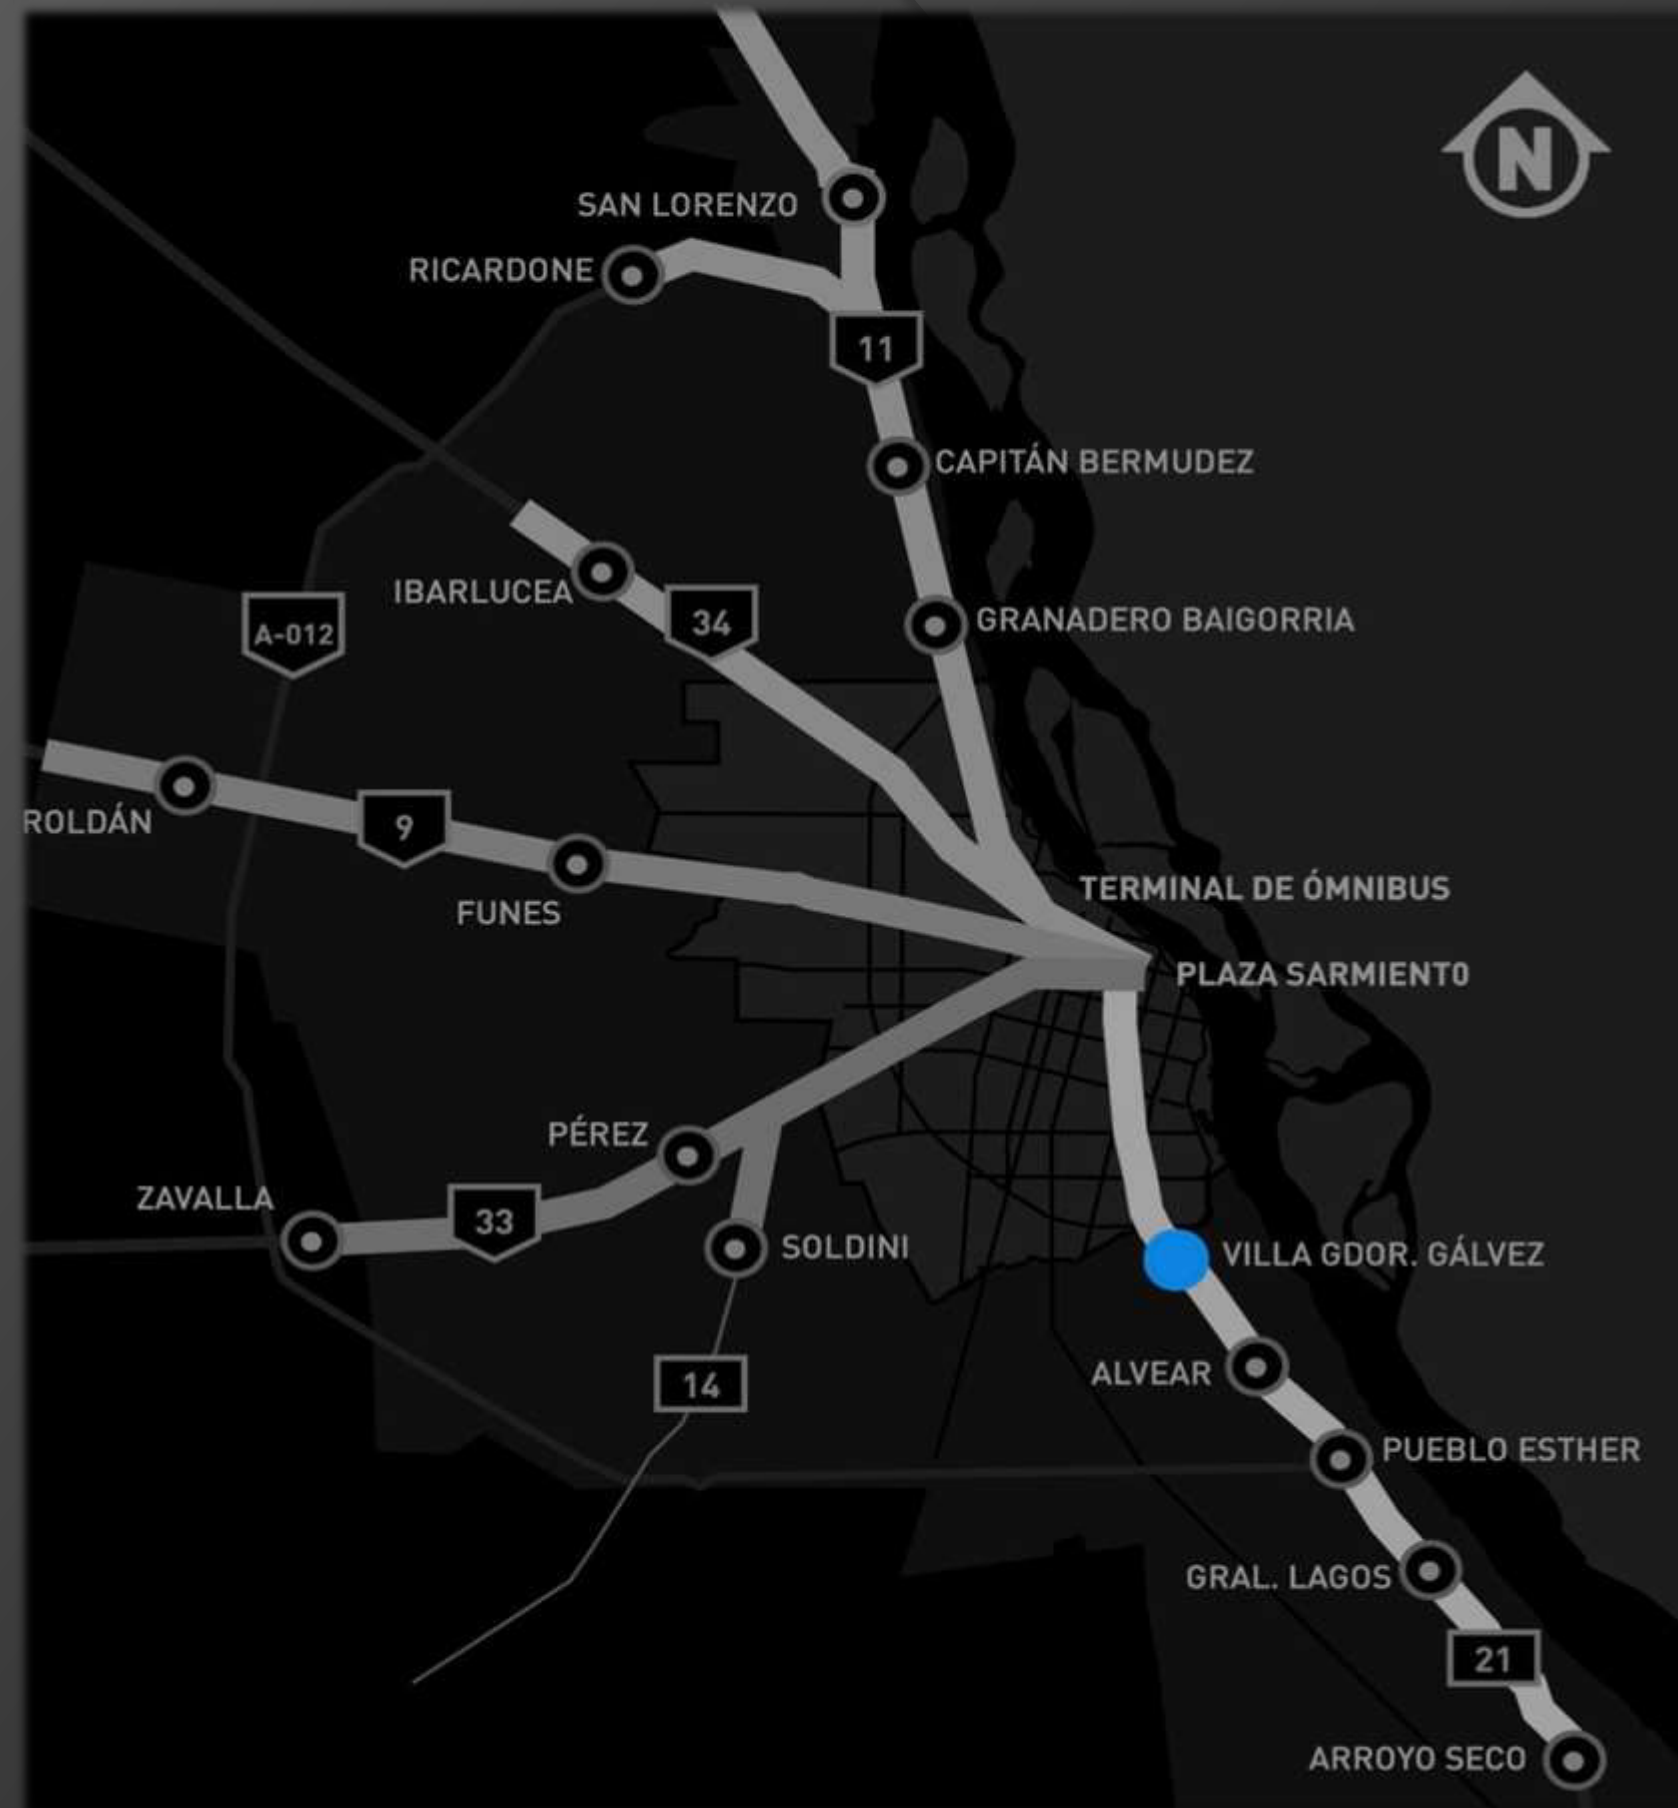 N
SAN LORENZO
RICARDONE
11
CAPITÁN BERMUDEZ
IBARLUCEA
34
GRANADERO BAIGORRIA
A-012
ROLDÁN
9
FUNES
TERMINAL DE ÓMNIBUS
PLAZA SARMIENTO
PÉREZ
ZAVALLA
33
SOLDINI
VILLA GDOR. GÁLVEZ
14
ALVEAR
PUEBLO ESTHER
GRAL. LAGOS
21
ARROYO SECO